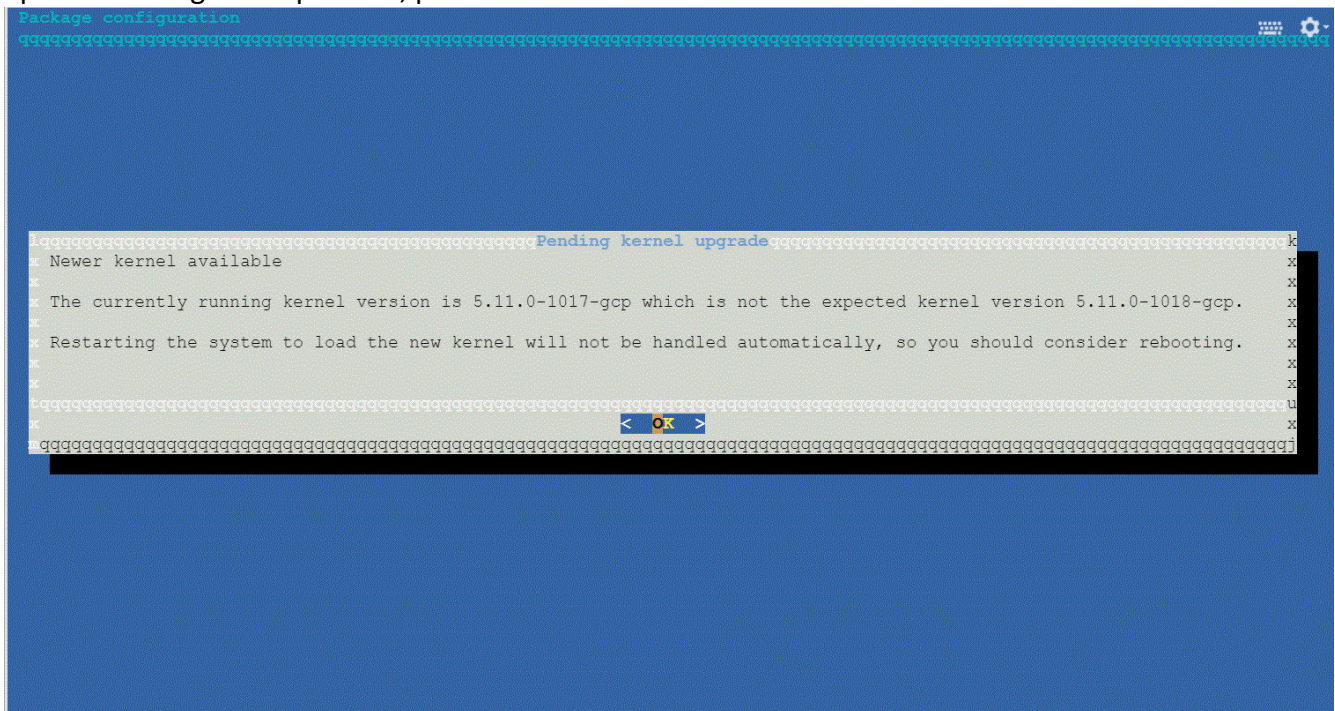 Package configuration
Pending kernel upgrade
Newer kernel available
The currently running kernel version is 5.11.0-1017-gcp which is not the expected kernel version 5.11.0-1018-gcp.
Restarting the system to load the new kernel will not be handled automatically, so you should consider rebooting.
< OK >